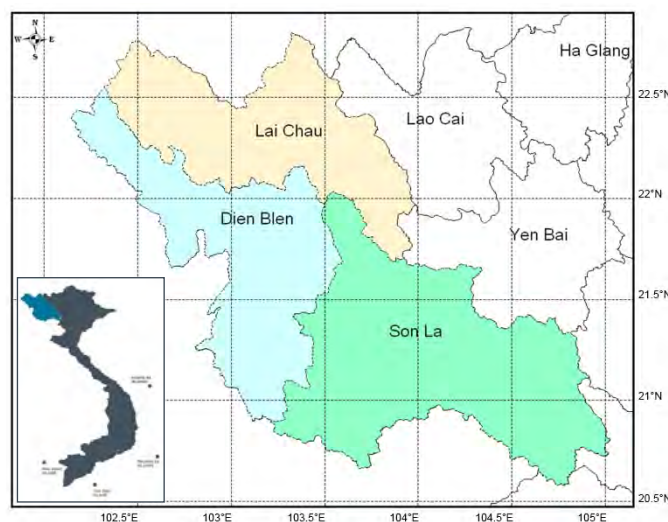 N
W E
S
Ha Glang
22.5°N
Lao Cai
Lai Chau
22°N
Dien Blen
Yen Bai
21.5°N
Son La
21°N
20.5°N
102.5°E 103°E 103.5°E 104°E 104.5°E 105°E